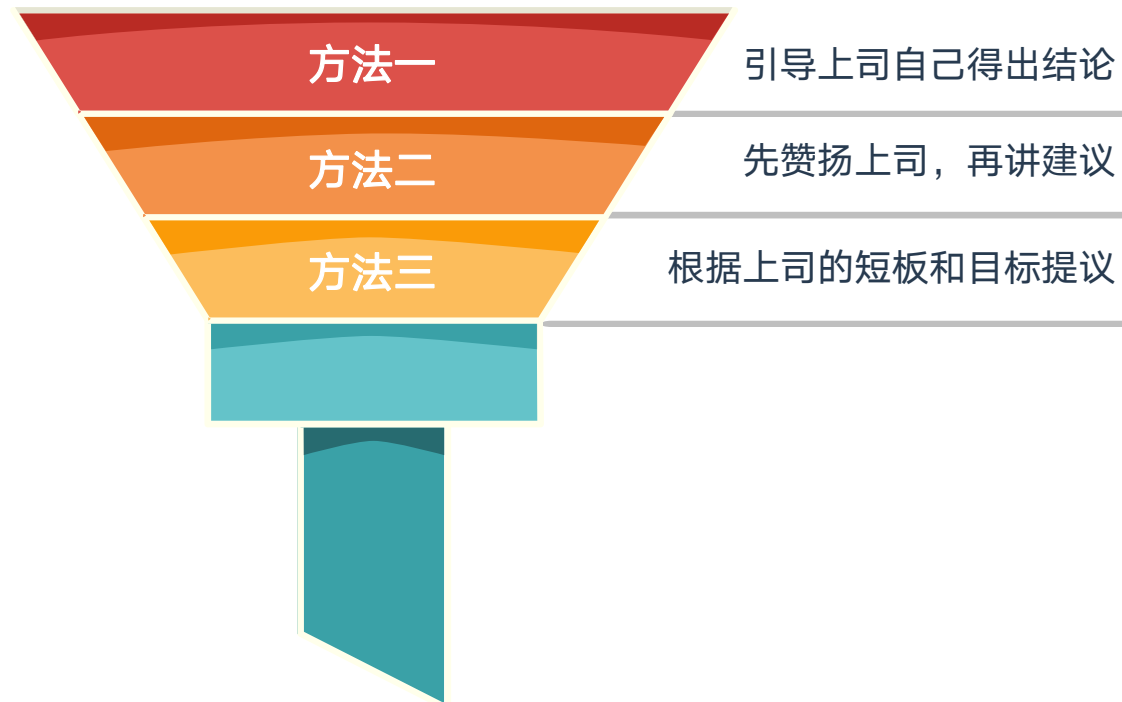 方法一
引导上司自己得出结论
方法二
先赞扬上司，再讲建议
方法三
根据上司的短板和目标提议